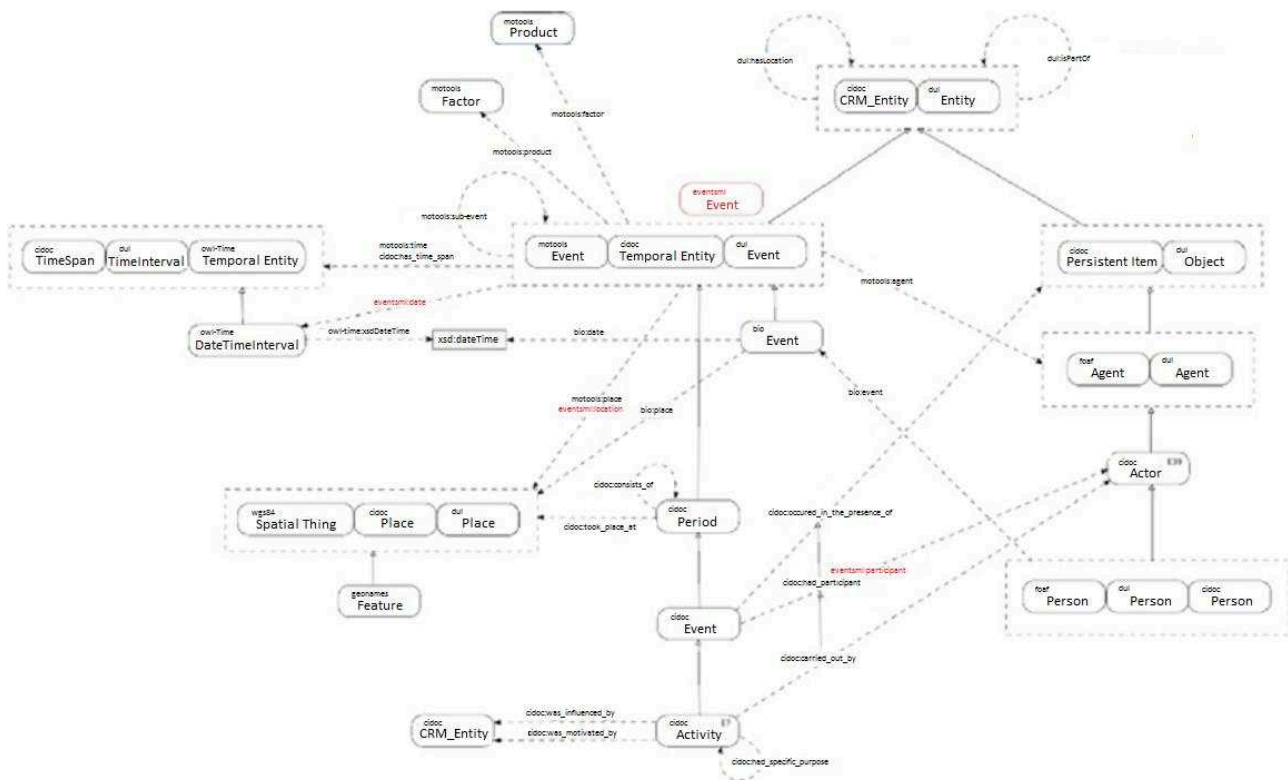 motools
Product
dul:hasLocation
dul:isPartOf
cidoc
CRM_Entity
dul
Entity
motools
Factor
motools:factor
motools:product
eventsmi
Event
motools:sub-event
cidoc
TimeSpan
dul
TimeInterval
owl-Time
Temporal Entity
motools:time
cidoc:has_time_span
motools
Event
cidoc
Temporal Entity
dul
Event
cidoc
Persistent Item
dul
Object
motools:agent
eventsmi:date
owl-Time
DateTimeInterval
owl-time:xsdDateTime
xsd:dateTime
bio:date
bio
Event
foaf
Agent
dul
Agent
motools:place
eventsmi:location
bio:place
bio:event
cidoc
Actor
E39
cidoc:consists_of
wgs84
Spatial Thing
cidoc
Place
dul
Place
cidoc:took_place_at
cidoc
Period
cidoc:occured_in_the_presence_of
eventsmi:participant
cidoc:had_participant
geonames
Feature
foaf
Person
dul
Person
cidoc
Person
cidoc
Event
cidoc:carried_out_by
cidoc
CRM_Entity
cidoc:was_influenced_by
cidoc:was_motivated_by
cidoc
Activity
cidoc:had_specific_purpose